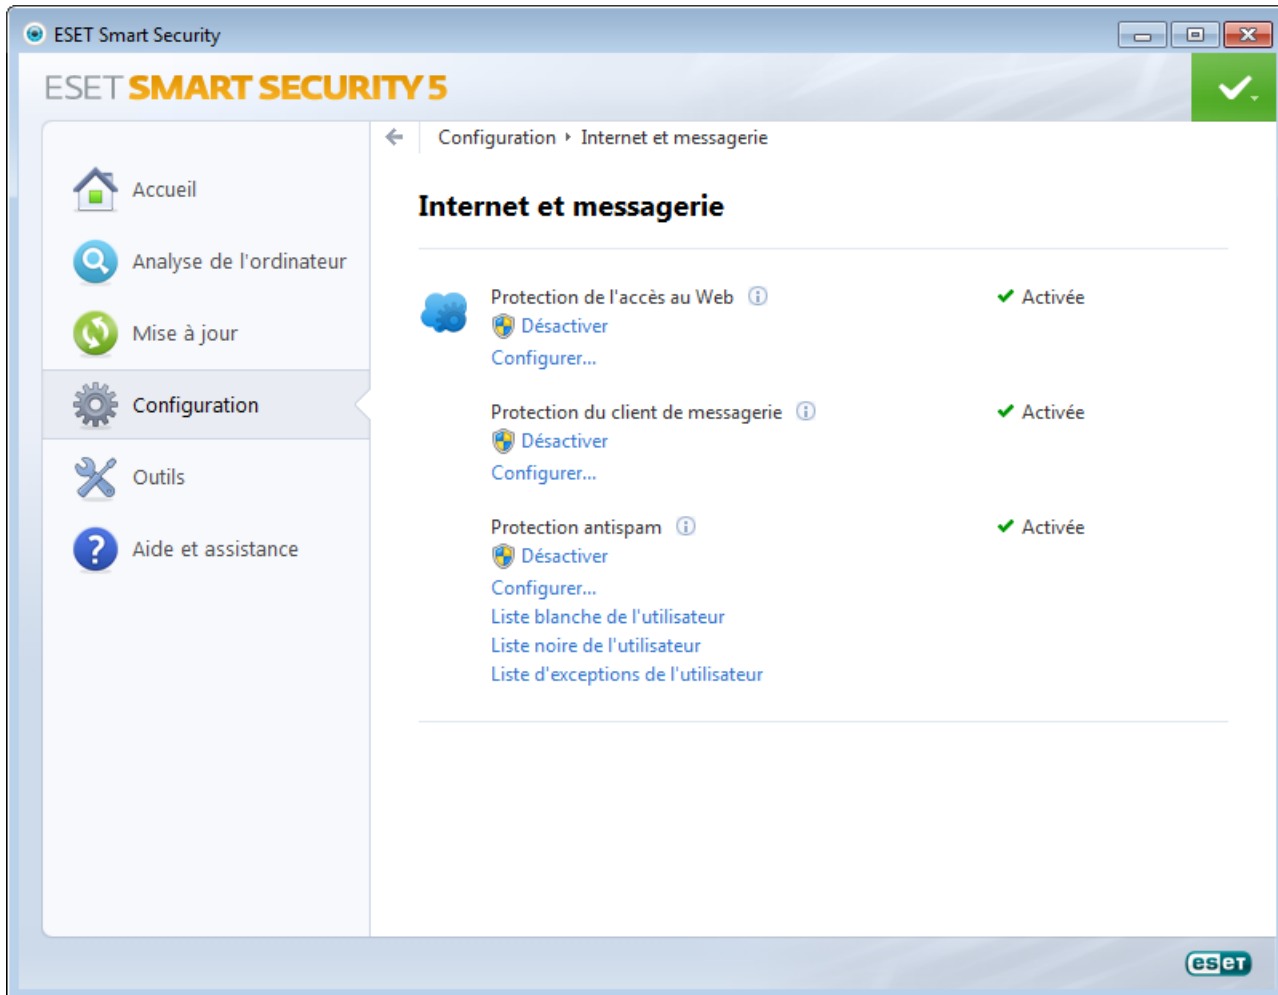 ESET Smart Security
ESET SMART SECURITY 5
Configuration ‣ Internet et messagerie
Accueil
Analyse de l'ordinateur
Mise à jour
Configuration
Outils
Aide et assistance
Internet et messagerie
Protection de l'accès au Web
Activée
Désactiver
Configurer...
Protection du client de messagerie
Activée
Désactiver
Configurer...
Protection antispam
Activée
Désactiver
Configurer...
Liste blanche de l'utilisateur
Liste noire de l'utilisateur
Liste d'exceptions de l'utilisateur
eset